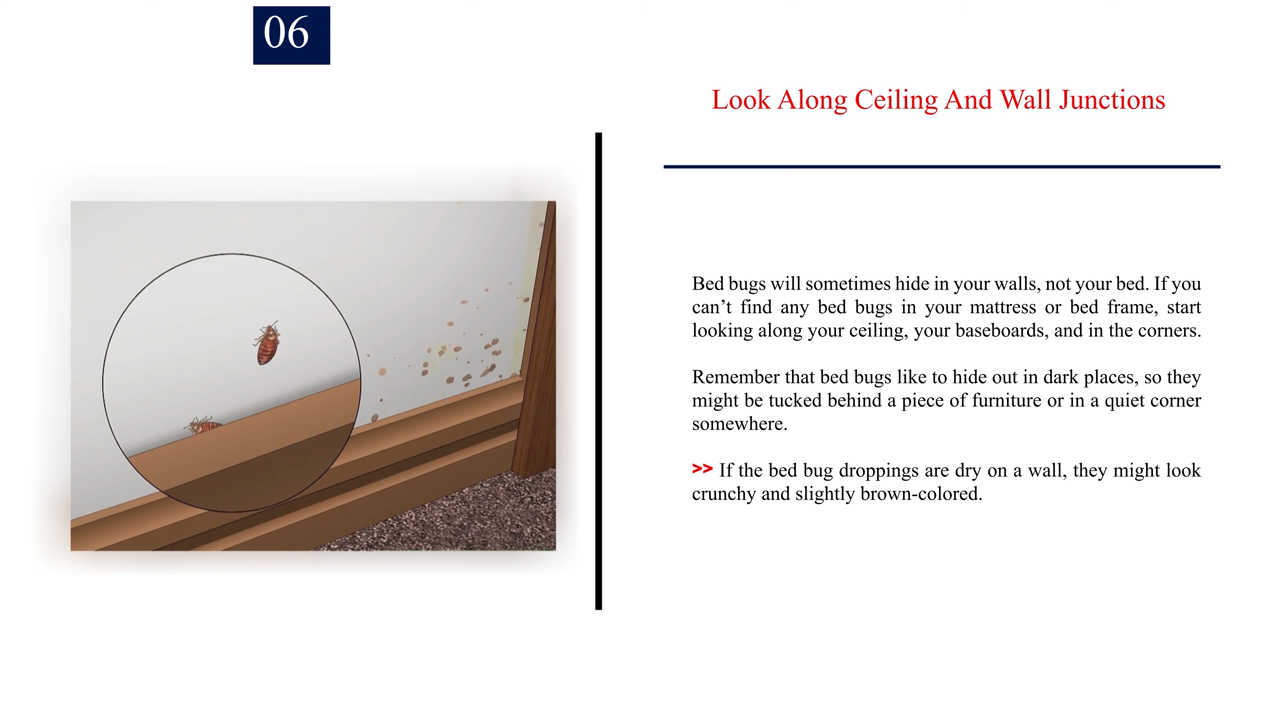 06
Look Along Ceiling And Wall Junctions
Bed bugs will sometimes hide in your walls, not your bed. If you
can’t find any bed bugs in your mattress or bed frame, start
looking along your ceiling, your baseboards, and in the corners.
Remember that bed bugs like to hide out in dark places, so they
might be tucked behind a piece of furniture or in a quiet corner
somewhere.
>> If the bed bug droppings are dry on a wall, they might look
crunchy and slightly brown-colored.